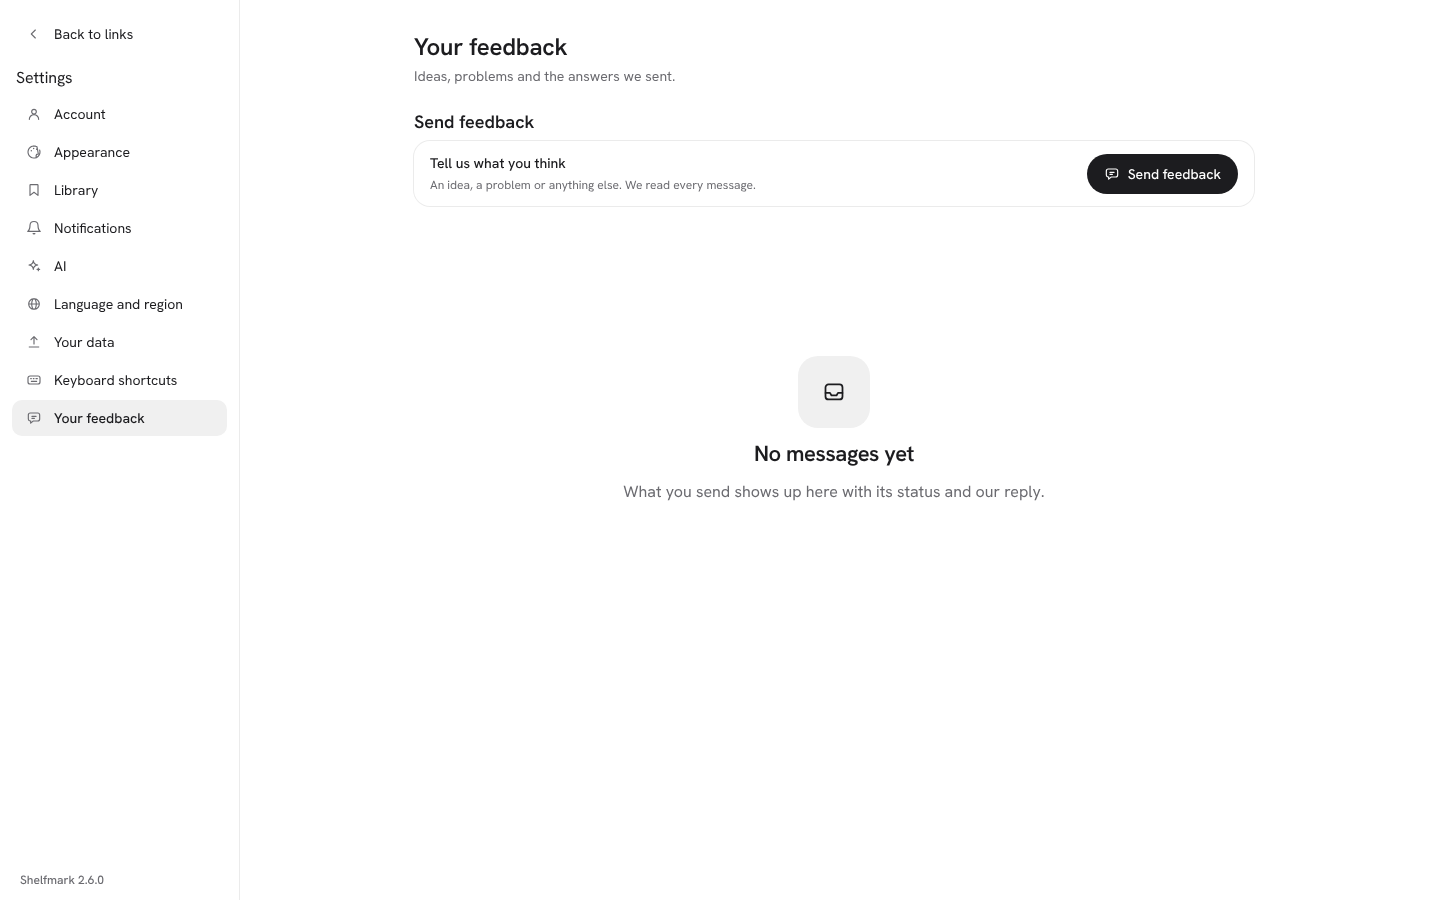 Back to links
Settings
Account
Appearance
Library
Notifications
AI
Language and region
Your data
Keyboard shortcuts
Your feedback
Shelfmark 2.6.0
Your feedback
Ideas, problems and the answers we sent.
Send feedback
Tell us what you think
An idea, a problem or anything else. We read every message.
Send feedback
No messages yet
What you send shows up here with its status and our reply.